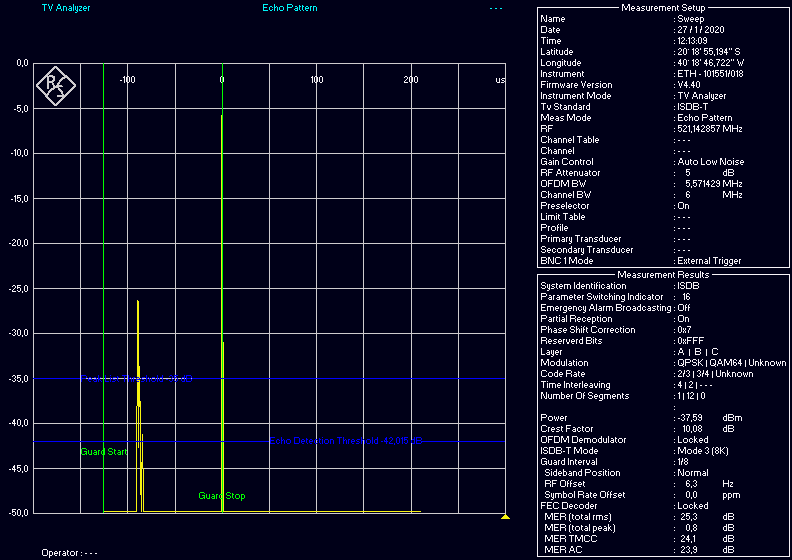 TV Analyzer Echo Pattern ---
0,0 -100 0 100 200 us
-5,0
-10,0
-15,0
-20,0
-25,0
-30,0
-35,0
-40,0
Echo Detection Threshold
Guard Start
-45,0
Guard Stop
-50,0
Operator : ---
Measurement Setup
Name : Sweep
Date : 27 / 1 / 2020
Time : 12:13:09
Latitude : 20° 18' 55,194" S
Longitude : 40° 18' 46,722" W
Instrument : ETH - 101551/018
Firmware Version : V4.40
Instrument Mode : TV Analyzer
Tv Standard : ISDB-T
Meas Mode : Echo Pattern
RF : 521,142857 MHz
Channel Table : ---
Channel : ---
Gain Control : Auto Low Noise
RF Attenuator : 5 dB
OFDM BW : 5,571429 MHz
Channel BW : 6 MHz
Preselector : On
Limit Table : ---
Profile : ---
Primary Transducer : ---
Secondary Transducer : ---
BNC 1 Mode : External Trigger
Measurement Results
System Identification : ISDB
Parameter Switching Indicator : 16
Emergency Alarm Broadcasting : Off
Partial Reception : On
Phase Shift Correction : 0x7
Reserverd Bits : 0xFFF
Layer : A | B | C
Modulation : QPSK | QAM64 | Unknown
Code Rate : 2/3 | 3/4 | Unknown
Time Interleaving : 4 | 2 | ---
Number Of Segments : 1 | 12 | 0
:
Power : -37,59 dBm
Crest Factor : 10,08 dB
OFDM Demodulator : Locked
ISDB-T Mode : Mode 3 (8K)
Guard Interval : 1/8
Sideband Position : Normal
RF Offset : 6,3 Hz
Symbol Rate Offset : 0,0 ppm
FEC Decoder : Locked
MER (total rms) : 25,3 dB
MER (total peak) : 0,8 dB
MER TMCC : 24,1 dB
MER AC : 23,9 dB